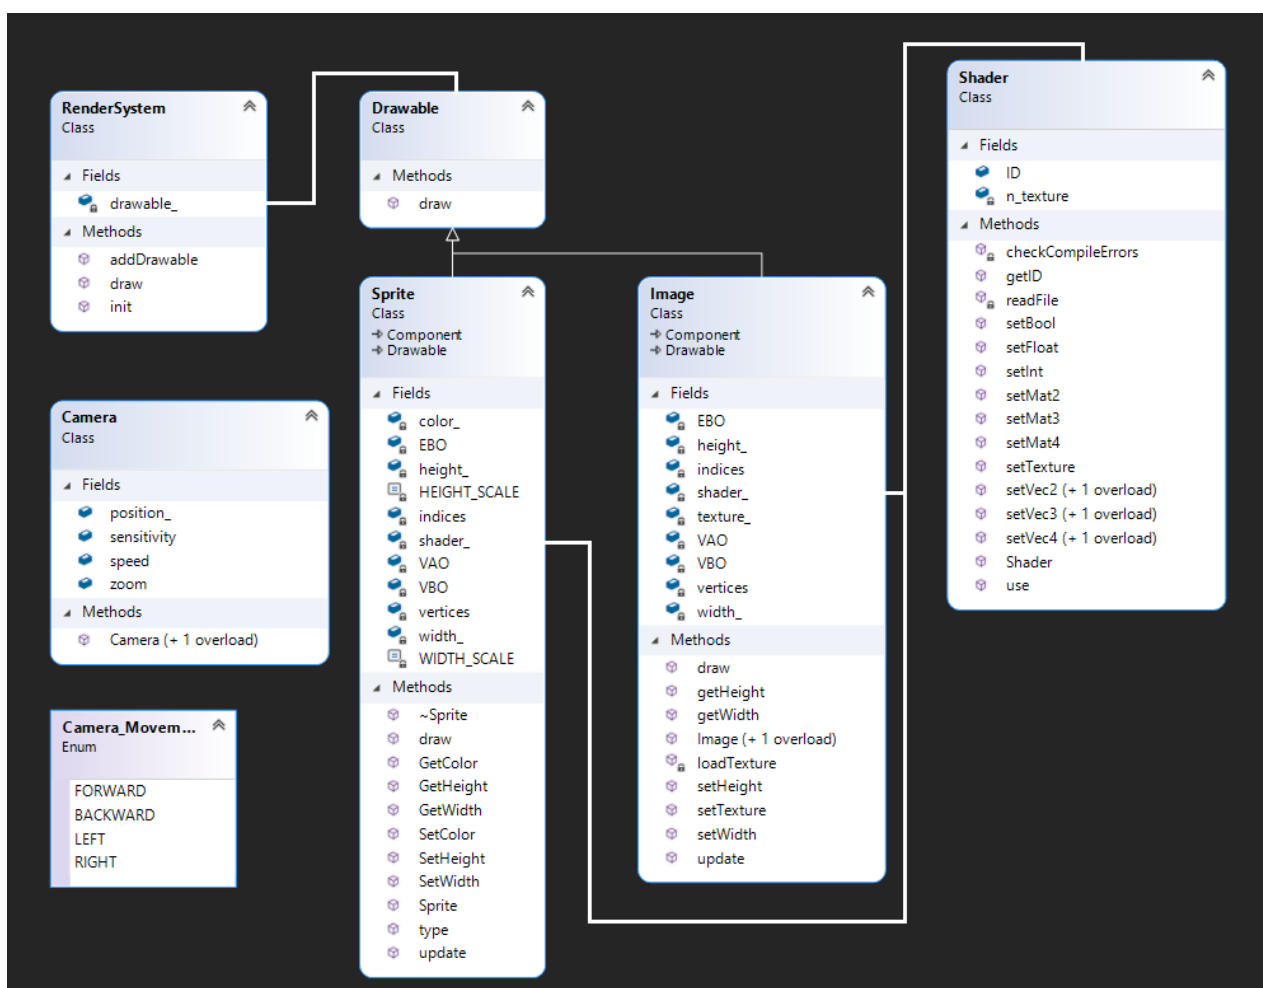 RenderSystem
Class
Fields
drawable_
Methods
addDrawable
draw
init
Drawable
Class
Methods
draw
Shader
Class
Fields
ID
n_texture
Methods
checkCompileErrors
getID
readFile
setBool
setFloat
setInt
setMat2
setMat3
setMat4
setTexture
setVec2 (+ 1 overload)
setVec3 (+ 1 overload)
setVec4 (+ 1 overload)
Shader
use
Sprite
Class
Component
Drawable
Fields
color_
EBO
height_
HEIGHT_SCALE
indices
shader_
VAO
VBO
vertices
width_
WIDTH_SCALE
Methods
~Sprite
draw
GetColor
GetHeight
GetWidth
SetColor
SetHeight
SetWidth
Sprite
type
update
Image
Class
Component
Drawable
Fields
EBO
height_
indices
shader_
texture_
VAO
VBO
vertices
width_
Methods
draw
getHeight
getWidth
Image (+ 1 overload)
loadTexture
setHeight
setTexture
setWidth
update
Camera
Class
Fields
position_
sensitivity
speed
zoom
Methods
Camera (+ 1 overload)
Camera_Movem...
Enum
FORWARD
BACKWARD
LEFT
RIGHT